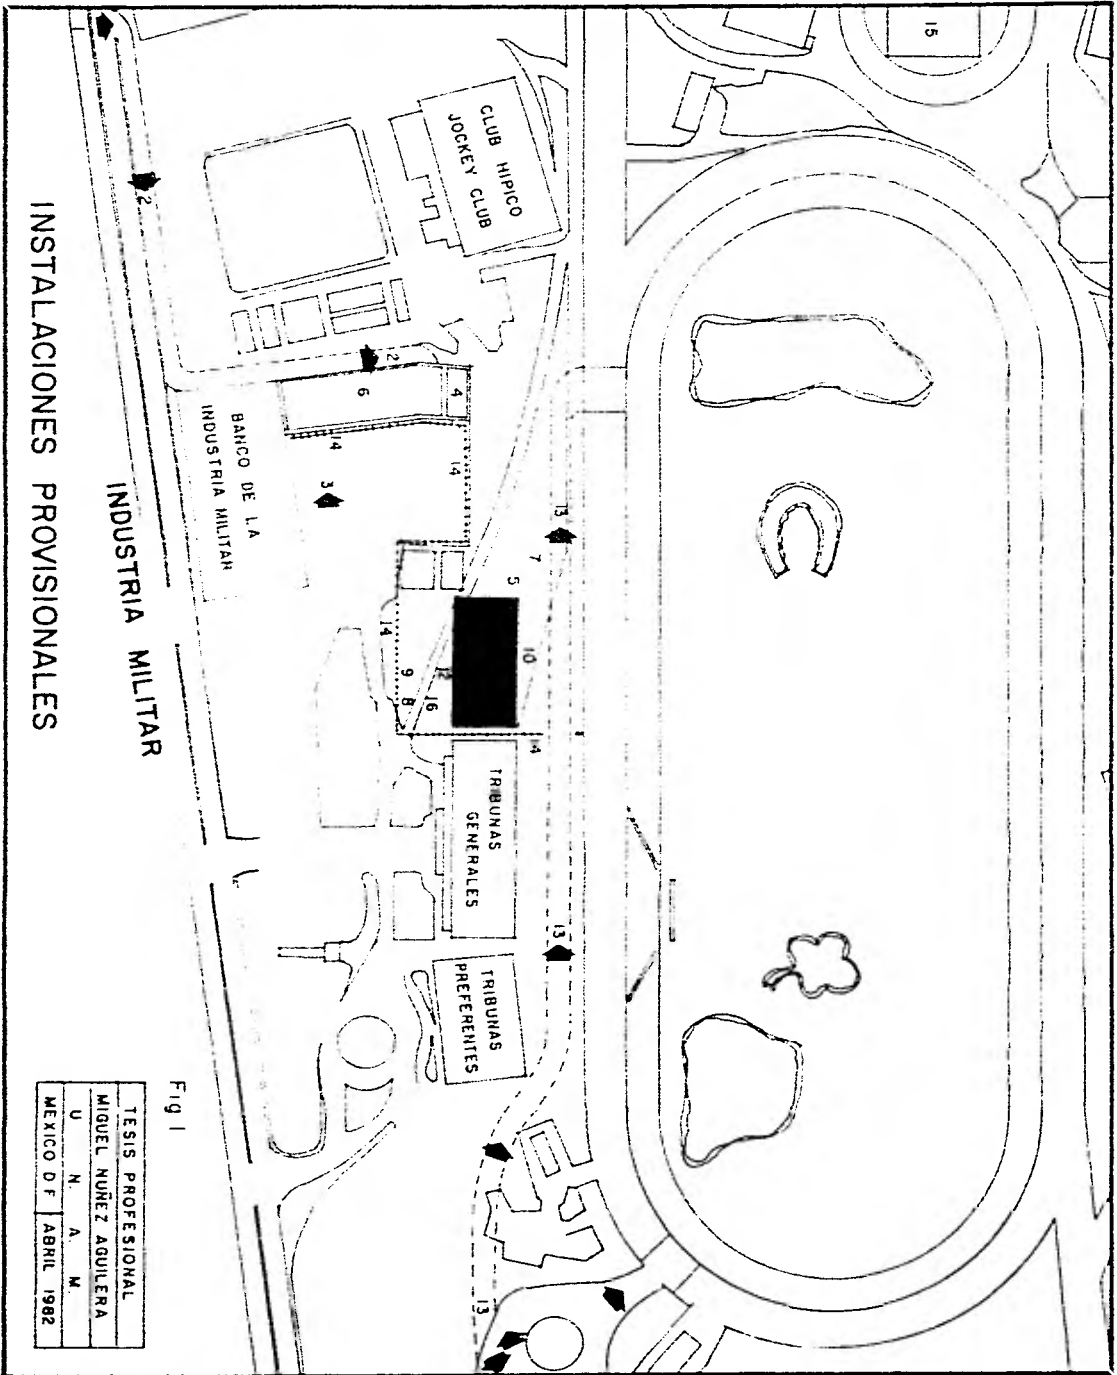 15
CLUB HIPICO
JOCKEY CLUB
2
2
4
6
14
14
3
BANCO DE LA
INDUSTRIA MILITAR
INDUSTRIA MILITAR
13
7
5
10
14
9
12
16
8
14
TRIBUNAS
GENERALES
13
TRIBUNAS
PREFERENTES
13
INSTALACIONES PROVISIONALES
Fig 1
TESIS PROFESIONAL
MIGUEL NUÑEZ AGUILERA
U N. A M.
MEXICO D F ABRIL 1982